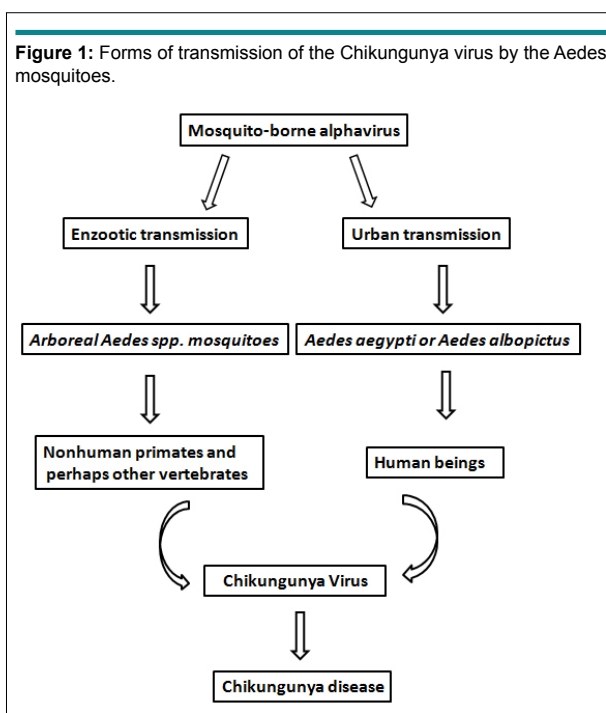 Figure 1: Forms of transmission of the Chikungunya virus by the Aedes
mosquitoes.
Mosquito-borne alphavirus
Enzootic transmission
Urban transmission
Arboreal Aedes spp. mosquitoes
Aedes aegypti or Aedes albopictus
Nonhuman primates and
perhaps other vertebrates
Human beings
Chikungunya Virus
Chikungunya disease